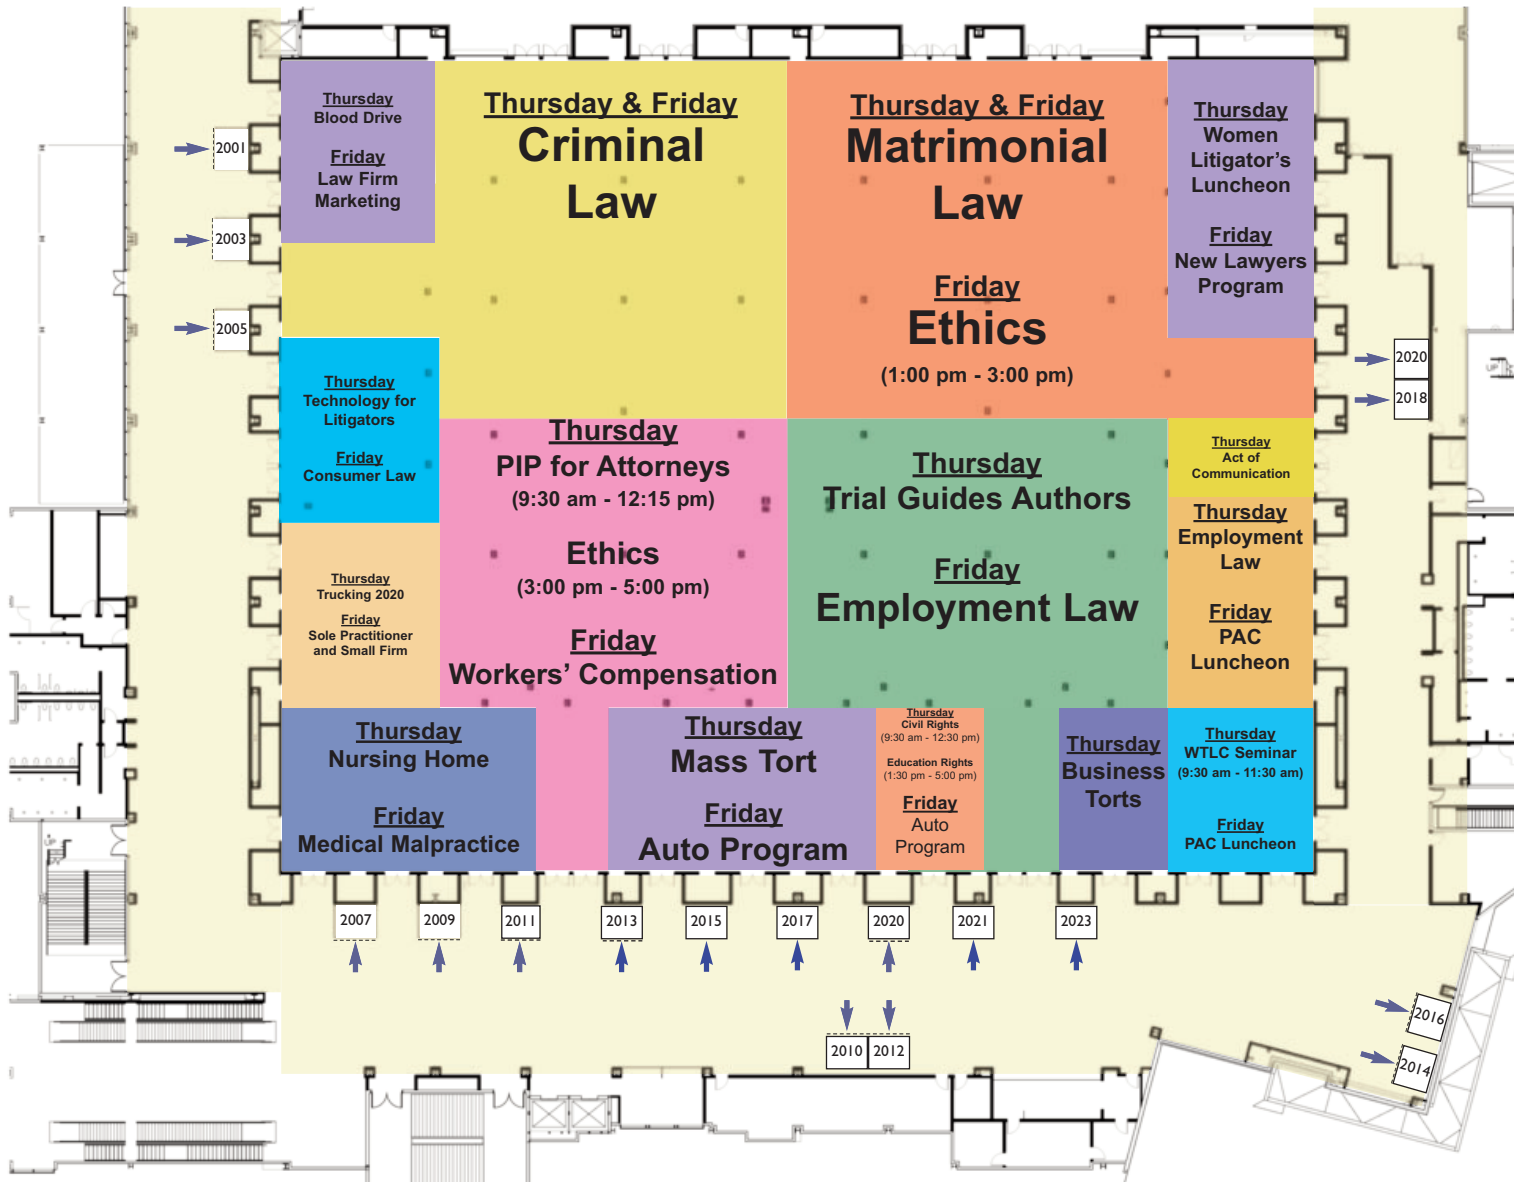 Thursday
Blood Drive
Friday
Law Firm
Marketing
Thursday & Friday
Criminal
Law
Thursday & Friday
Matrimonial
Law
Friday
Ethics
(1:00 pm - 3:00 pm)
Thursday
Women
Litigator’s
Luncheon
Friday
New Lawyers
Program
2001
2003
2005
2020
2018
Thursday
Technology for
Litigators
Friday
Consumer Law
Thursday
PIP for Attorneys
(9:30 am - 12:15 pm)
Ethics
(3:00 pm - 5:00 pm)
Friday
Workers’ Compensation
Thursday
Trial Guides Authors
Friday
Employment Law
Thursday
Act of
Communication
Thursday
Employment
Law
Friday
PAC
Luncheon
Thursday
Trucking 2020
Friday
Sole Practitioner
and Small Firm
Thursday
Nursing Home
Friday
Medical Malpractice
Thursday
Mass Tort
Friday
Auto Program
Thursday
Civil Rights
(9:30 am - 12:30 pm)
Education Rights
(1:30 pm - 5:00 pm)
Friday
Auto
Program
Thursday
Business
Torts
Thursday
WTLC Seminar
(9:30 am - 11:30 am)
Friday
PAC Luncheon
UP
UP
2007
2009
2011
2013
2015
2017
2020
2021
2023
2010
2012
2016
2014